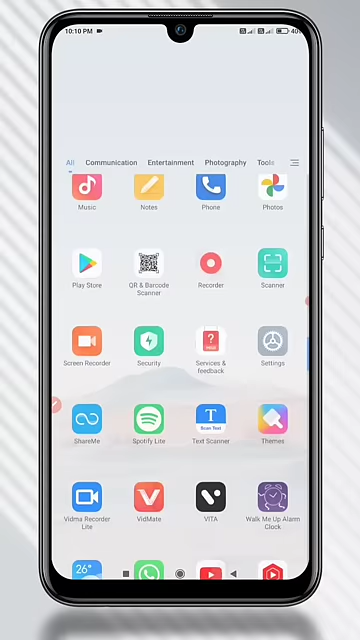 10:10 PM
40
All Communication Entertainment Photography Tools
Music Notes Phone Photos
Play Store QR & Barcode Scanner Recorder Scanner
Screen Recorder Security Services & feedback Settings
T
Scan Text
ShareMe Spotify Lite Text Scanner Themes
Vidma Recorder Lite VidMate VITA Walk Me Up Alarm Clock
26°